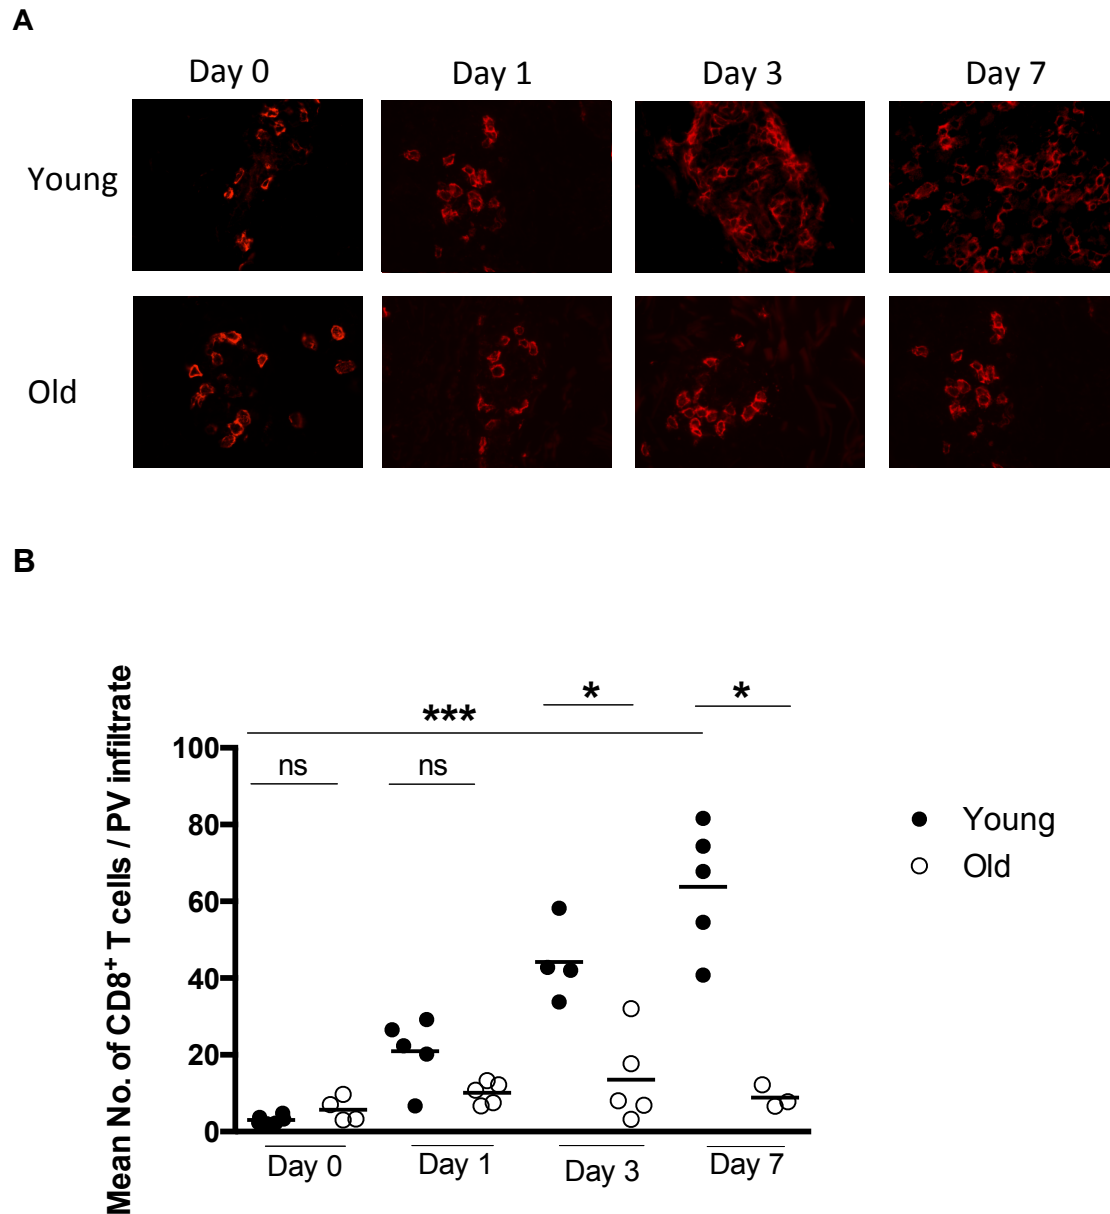 A
Day 0 Day 1 Day 3 Day 7
Young
Old
B
Mean No. of CD8⁺ T cells / PV infiltrate
* *
***
100
ns ns
80
60
40
20
0
Day 0 Day 1 Day 3 Day 7
Young
Old